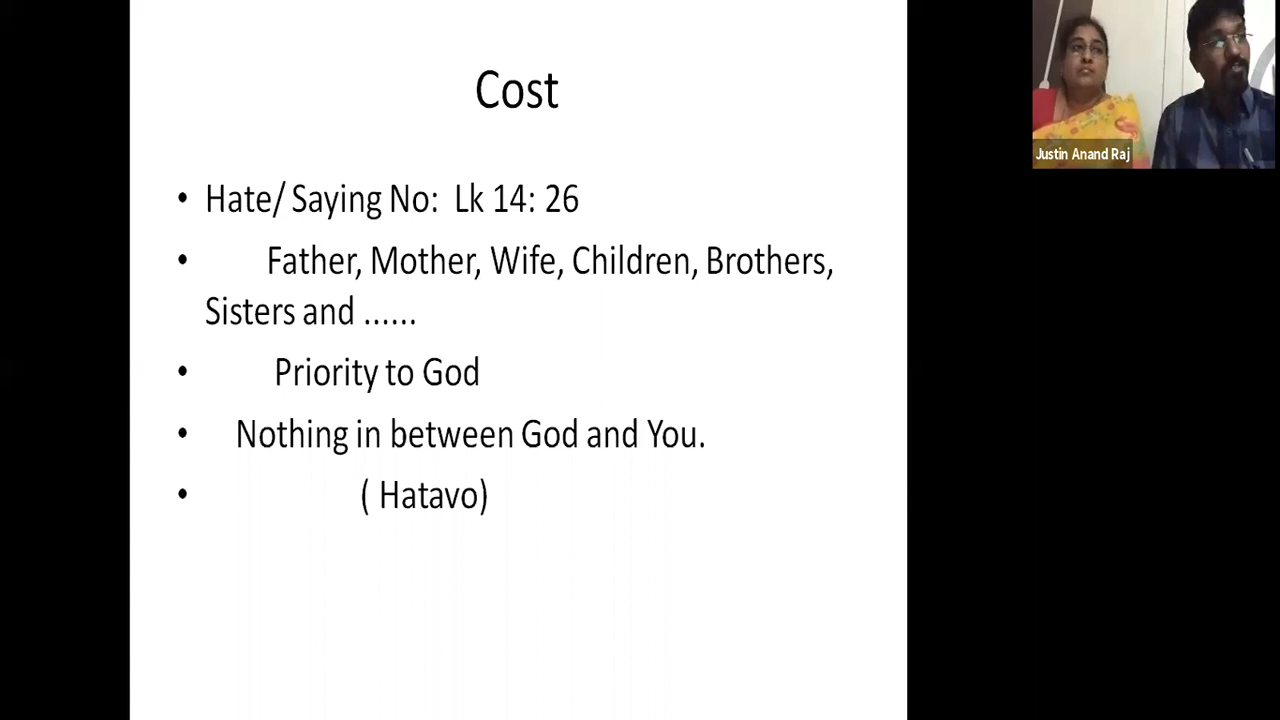 Cost
• Hate/ Saying No: Lk 14: 26
• Father, Mother, Wife, Children, Brothers,
Sisters and ......
• Priority to God
• Nothing in between God and You.
• ( Hatavo)
Justin Anand Raj